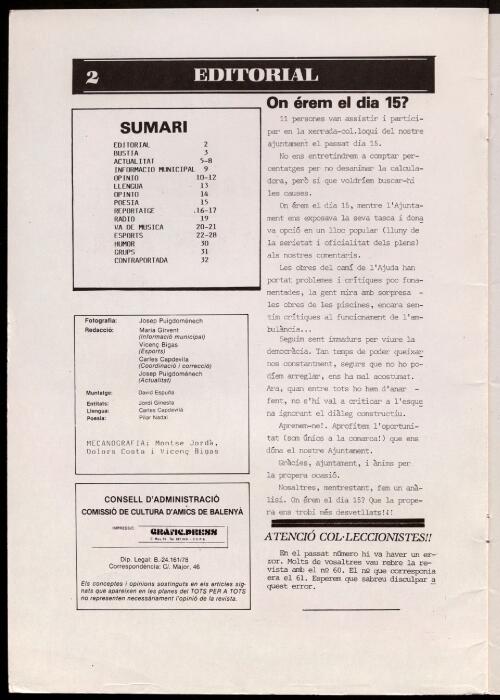 2 EDITORIAL
SUMARI
EDITORIAL 2
BUSTIA 3
ACTUALITAT 5-8
INFORMACIO MUNICIPAL 9
OPINIO 10-12
LLENGUA 13
OPINIO 14
POESIA 15
REPORTATGE .16-17
RADIO 19
VA DE MUSICA 20-21
ESPORTS 22-28
HUMOR 30
GRUPS 31
CONTRAPORTADA 32
Fotografia: Josep Puigdomènech
Redacció: Maria Girvent
(Informació municipal)
Vicenç Bigas
(Esports)
Carles Capdevila
(Coordinació i correcció)
Josep Puigdomènech
(Actualitat)
Muntatge: David Espuña
Entitats: Jordi Ginesta
Llengua: Carles Capdevila
Poesia: Pilar Nadal
MECANOGRAFIA: Montse Jordà,
Dolors Costa i Vicenç Bigas
CONSELL D'ADMINISTRACIÓ
COMISSIÓ DE CULTURA D'AMICS DE BALENYÀ
IMPRESSIÓ: GRÀFIC.PRESS
Dip. Legal: B-24.161/78
Correspondència: C/. Major, 46
Els conceptes i opinions sostinguts en els articles sig-
nats que apareixen en les planes del TOTS PER A TOTS
no representen necessàriament l'opinió de la revista.
On érem el dia 15?
11 persones van assistir i partici-
par en la xerrada-col.loqui del nostre
ajuntament el passat dia 15.
No ens entretindrem a comptar per-
centatges per no desanimar la calcula-
dora, però sí que voldríem buscar-hi
les causes.
On érem el dia 15, mentre l'Ajunta-
ment ens exposava la seva tasca i dona
va opció en un lloc popular (lluny de
la serietat i oficialitat dels plens)
als nostres comentaris.
Les obres del camí de l'Ajuda han
portat problemes i crítiques poc fona-
mentades, la gent mira amb sorpresa -
les obres de les piscines, encara sen-
tim crítiques al funcionament de l'am-
bulància...
Seguim sent immadurs per viure la
democràcia. Tan temps de poder queixar
nos constantment, segurs que no ho po-
díem arreglar, ens ha mal acostumat.
Ara, quan entre tots ho hem d'anar -
fent, no s'hi val a criticar a l'esque
na ignorant el diàleg constructiu.
Aprenem-ne!. Aprofitem l'oportuni-
tat (som únics a la comarca!) que ens
dóna el nostre Ajuntament.
Gràcies, ajuntament, i ànims per
la propera ocasió.
Nosaltres, mentrestant, fem un anà-
lisi. On érem el dia 15? Que la prope-
ra ens trobi més desvetllats!!!
ATENCIÓ COL·LECCIONISTES!!
En el passat número hi va haver un er-
ror. Molts de vosaltres vau rebre la re-
vista amb el nº 60. El nº que corresponia
era el 61. Esperem que sabreu disculpar a
quest error.